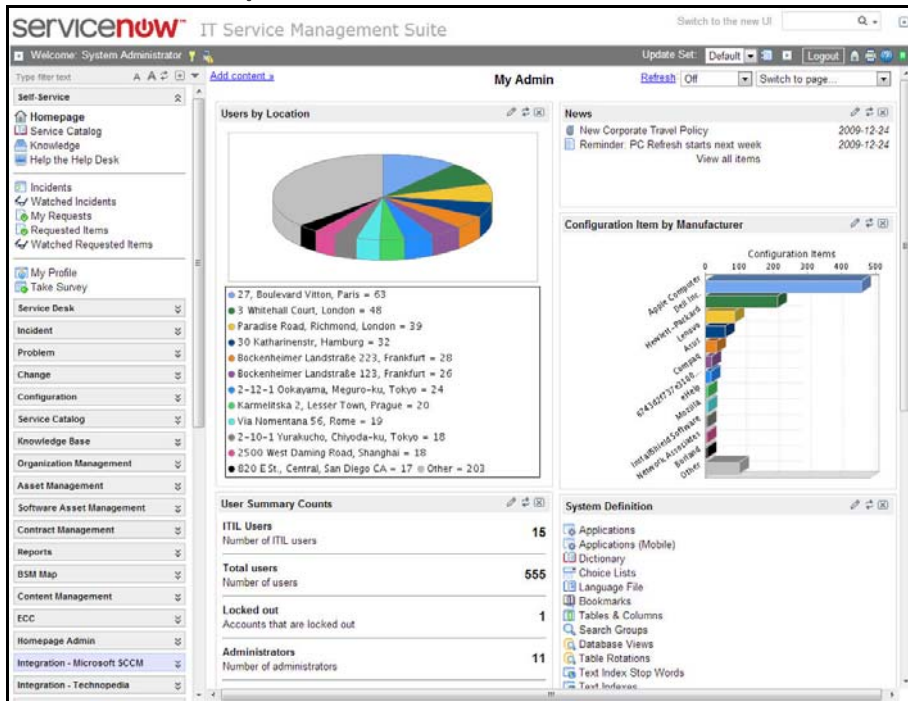 servicenow™ IT Service Management Suite
Switch to the new UI
Welcome: System Administrator
Update Set: Default
Logout
Type filter text
A A
Add content »
My Admin
Refresh Off Switch to page...
Self-Service
Homepage
Service Catalog
Knowledge
Help the Help Desk
Incidents
Watched Incidents
My Requests
Requested Items
Watched Requested Items
My Profile
Take Survey
Service Desk
Incident
Problem
Change
Configuration
Service Catalog
Knowledge Base
Organization Management
Asset Management
Software Asset Management
Contract Management
Reports
BSM Map
Content Management
ECC
Homepage Admin
Integration - Microsoft SCCM
Integration - Technopedia
Users by Location
27, Boulevard Vitton, Paris = 63
3 Whitehall Court, London = 48
Paradise Road, Richmond, London = 39
30 Katharinenstr, Hamburg = 32
Bockenheimer Landstraße 223, Frankfurt = 28
Bockenheimer Landstraße 123, Frankfurt = 26
2-12-1 Ookayama, Meguro-ku, Tokyo = 24
Karmelitska 2, Lesser Town, Prague = 20
Via Nomentana 56, Rome = 19
2-10-1 Yurakucho, Chiyoda-ku, Tokyo = 18
2500 West Daming Road, Shanghai = 18
820 E St., Central, San Diego CA = 17 Other = 203
User Summary Counts
ITIL Users
Number of ITIL users
15
Total users
Number of users
555
Locked out
Accounts that are locked out
1
Administrators
Number of administrators
11
News
New Corporate Travel Policy 2009-12-24
Reminder: PC Refresh starts next week 2009-12-24
View all items
Configuration Item by Manufacturer
Configuration Items
0 100 200 300 400 500
Apple Computer
Dell Inc.
Hewlett-Packard
Lenovo
Asus
Compaq
eHelp
Mozilla
InstallShield Software
Network Associates
Borland
Other
System Definition
Applications
Applications (Mobile)
Dictionary
Choice Lists
Language File
Bookmarks
Tables & Columns
Search Groups
Database Views
Table Rotations
Text Index Stop Words
Text Indexes